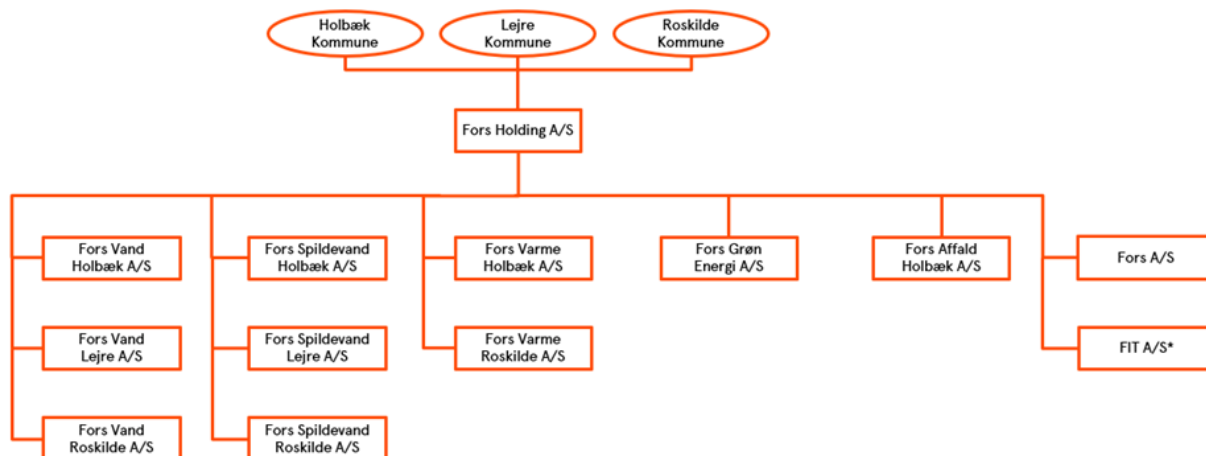 Holbæk
Kommune
Lejre
Kommune
Roskilde
Kommune
Fors Holding A/S
Fors Vand
Holbæk A/S
Fors Spildevand
Holbæk A/S
Fors Varme
Holbæk A/S
Fors Grøn
Energi A/S
Fors Affald
Holbæk A/S
Fors A/S
Fors Vand
Lejre A/S
Fors Spildevand
Lejre A/S
Fors Varme
Roskilde A/S
FIT A/S*
Fors Vand
Roskilde A/S
Fors Spildevand
Roskilde A/S